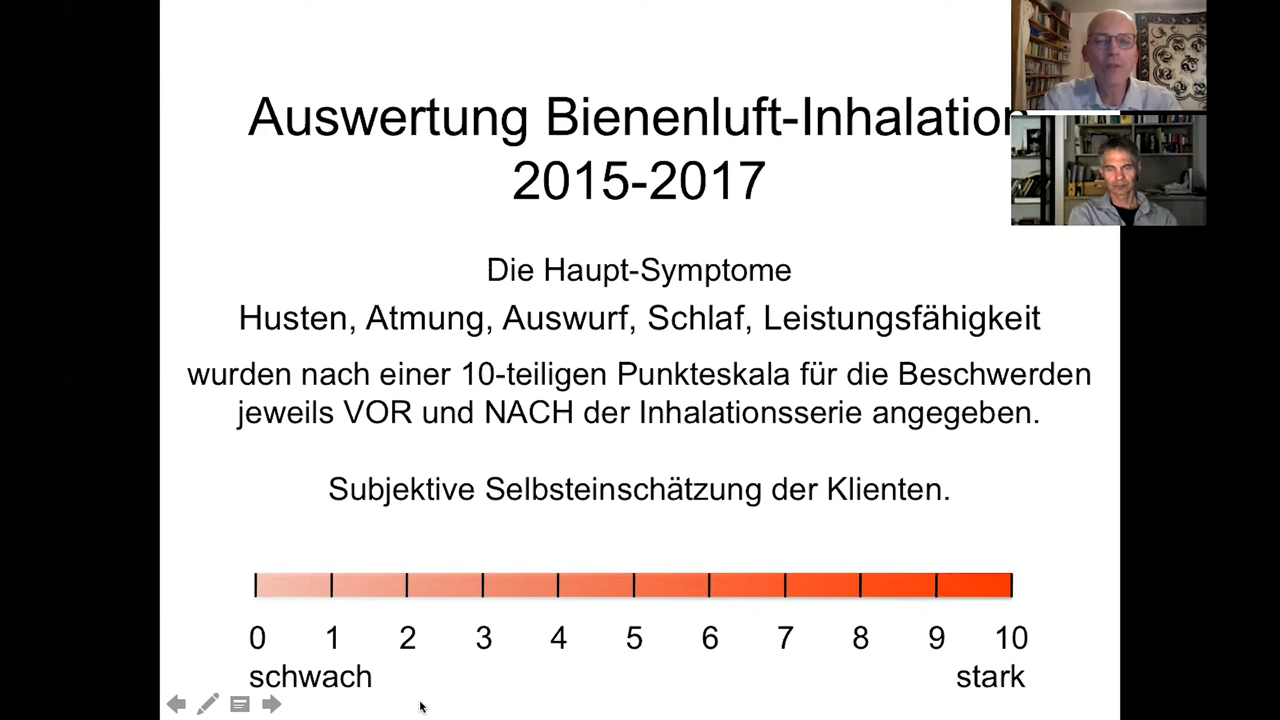 Auswertung Bienenluft-Inhalation
2015-2017
Die Haupt-Symptome
Husten, Atmung, Auswurf, Schlaf, Leistungsfähigkeit
wurden nach einer 10-teiligen Punkteskala für die Beschwerden
jeweils VOR und NACH der Inhalationsserie angegeben.
Subjektive Selbsteinschätzung der Klienten.
0 1 2 3 4 5 6 7 8 9 10
schwach stark